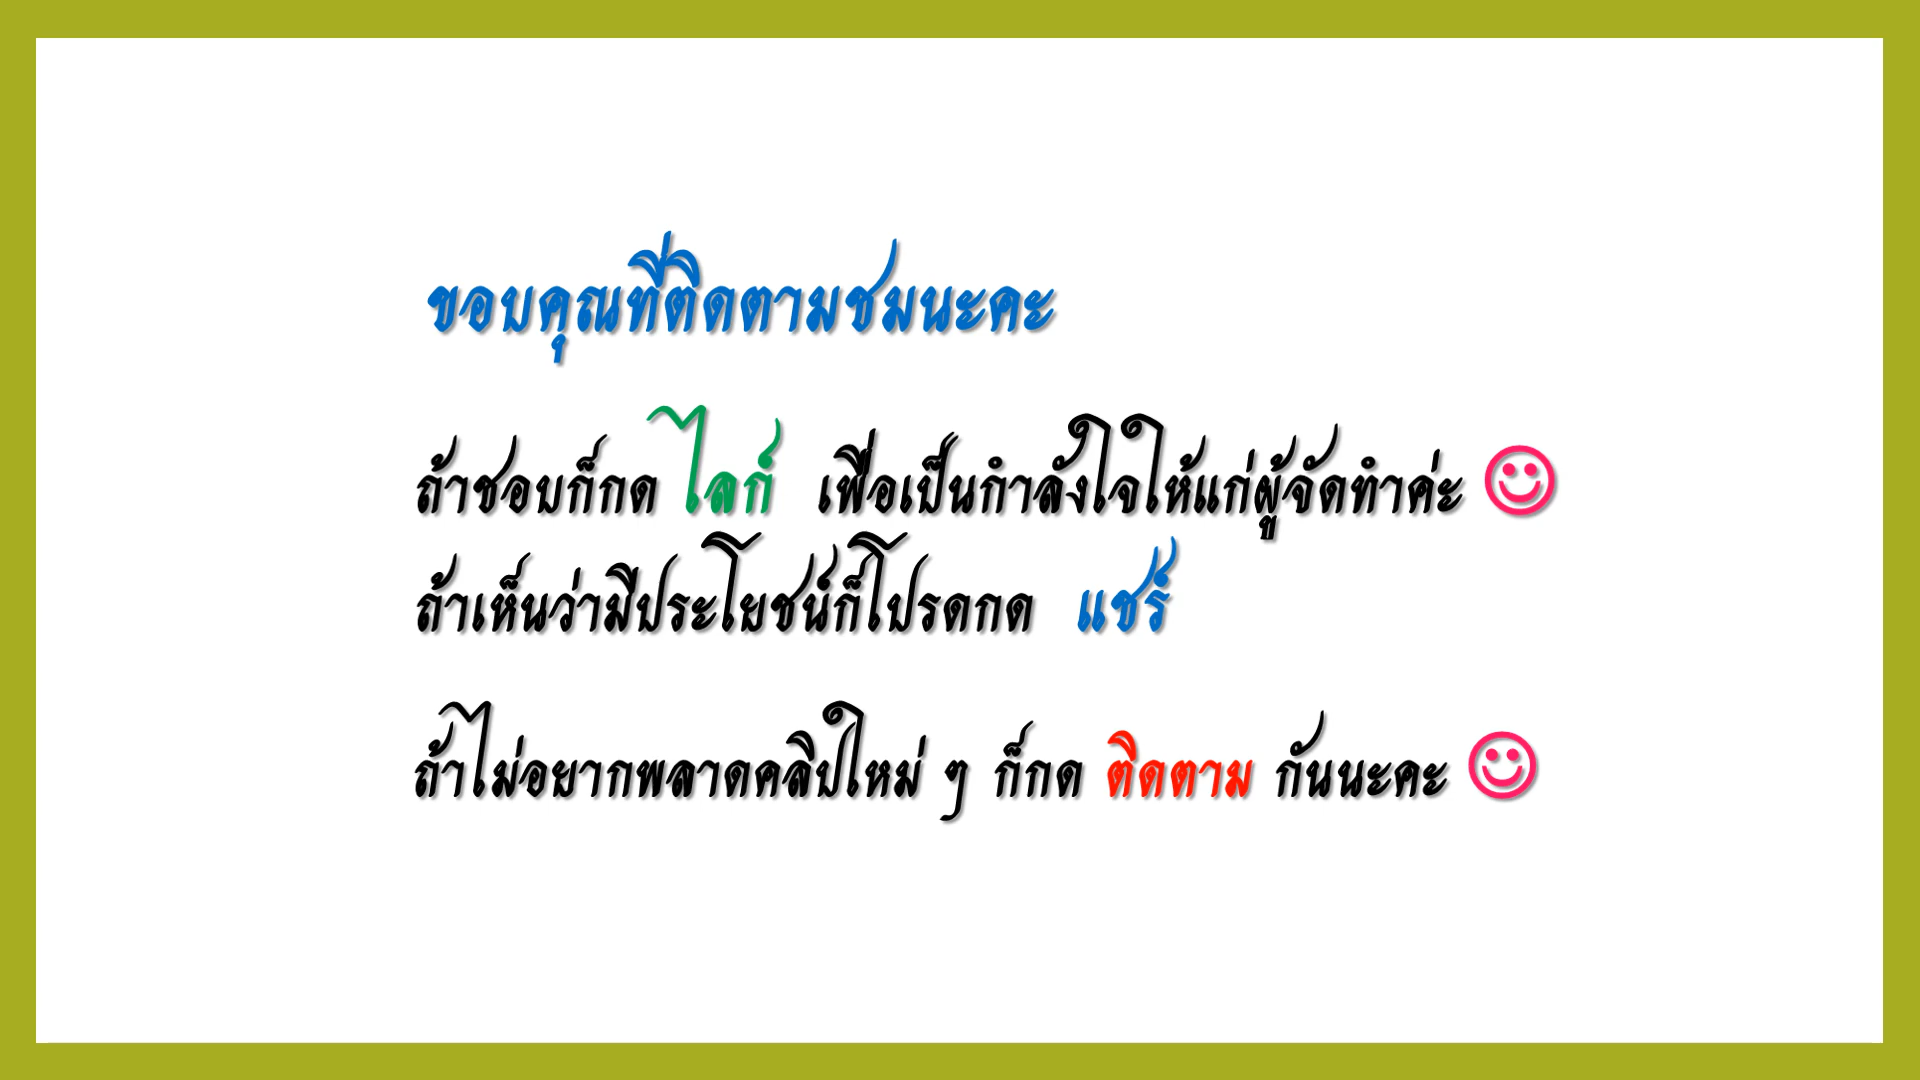 ขอบคุณที่ติดตามชมนะคะ
ถ้าชอบก็กด ไลก์ เพื่อเป็นกำลังใจให้แก่ผู้จัดทำค่ะ ☺
ถ้าเห็นว่ามีประโยชน์ก็โปรดกด แชร์
ถ้าไม่อยากพลาดคลิปใหม่ ๆ ก็กด ติดตาม กันนะคะ ☺